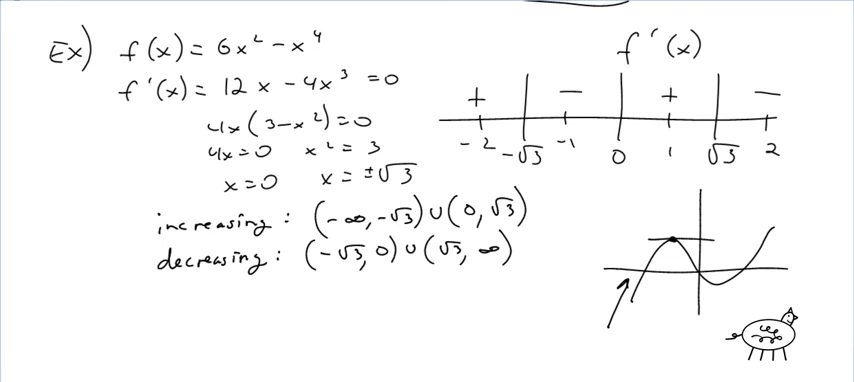 Ex) f(x) = 6x² - x⁴
f'(x) = 12x - 4x³ = 0
4x(3-x²) = 0
4x = 0 x² = 3
x = 0 x = ±√3
increasing: (-∞, -√3) ∪ (0, √3)
decreasing: (-√3, 0) ∪ (√3, ∞)
f'(x)
+ - + -
-2 -√3 -1 0 1 √3 2